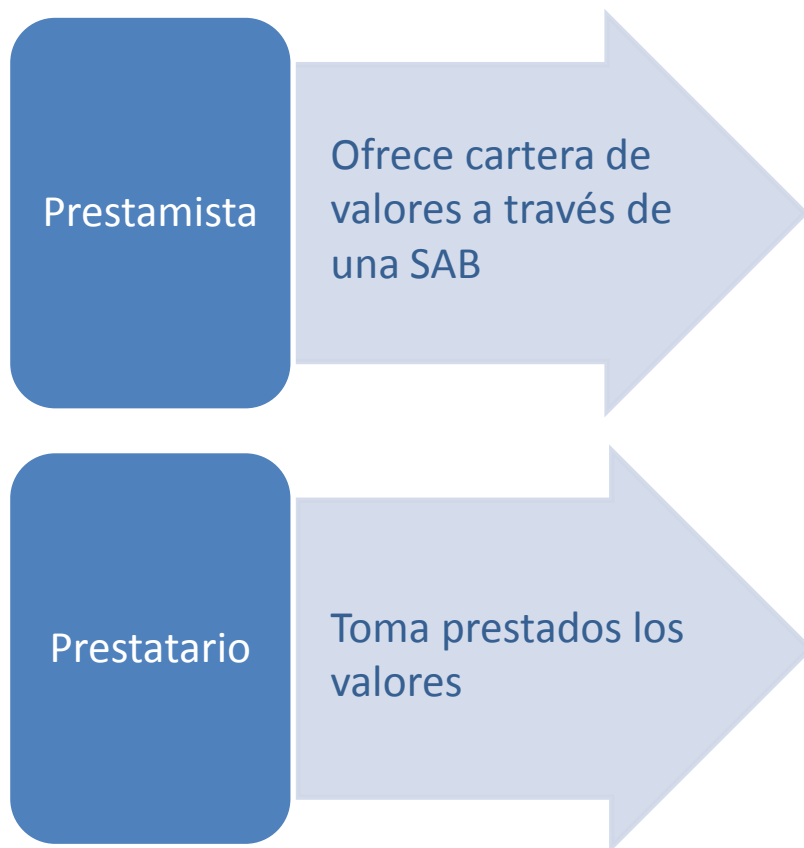 Prestamista
Ofrece cartera de
valores a través de
una SAB
Prestatario
Toma prestados los
valores